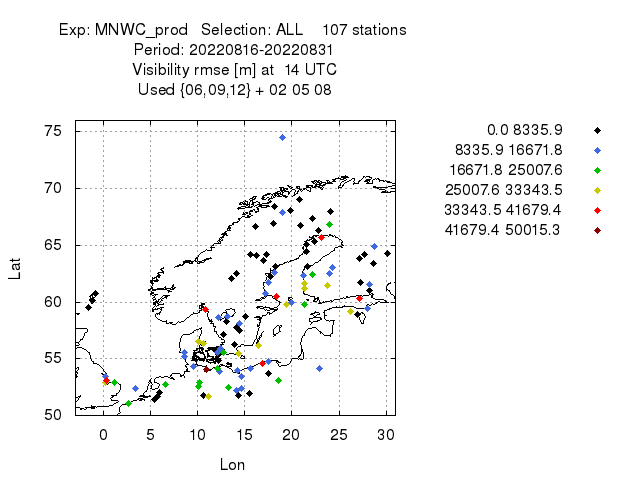 Exp: MNWC_prod   Selection: ALL    107 stations
Period: 20220816-20220831
Visibility rmse [m] at  14 UTC
Used {06,09,12} + 02 05 08
0.0 8335.9
8335.9 16671.8
16671.8 25007.6
25007.6 33343.5
33343.5 41679.4
41679.4 50015.3
75
70
65
60
55
50
Lat
0 5 10 15 20 25 30
Lon